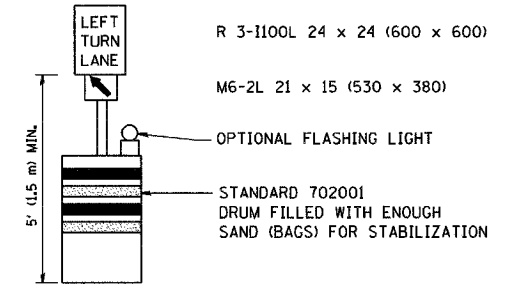 LEFT
TURN
LANE
R 3-I100L 24 x 24 (600 x 600)
M6-2L 21 x 15 (530 x 380)
OPTIONAL FLASHING LIGHT
5' (1.5 m) MIN.
STANDARD 702001
DRUM FILLED WITH ENOUGH
SAND (BAGS) FOR STABILIZATION